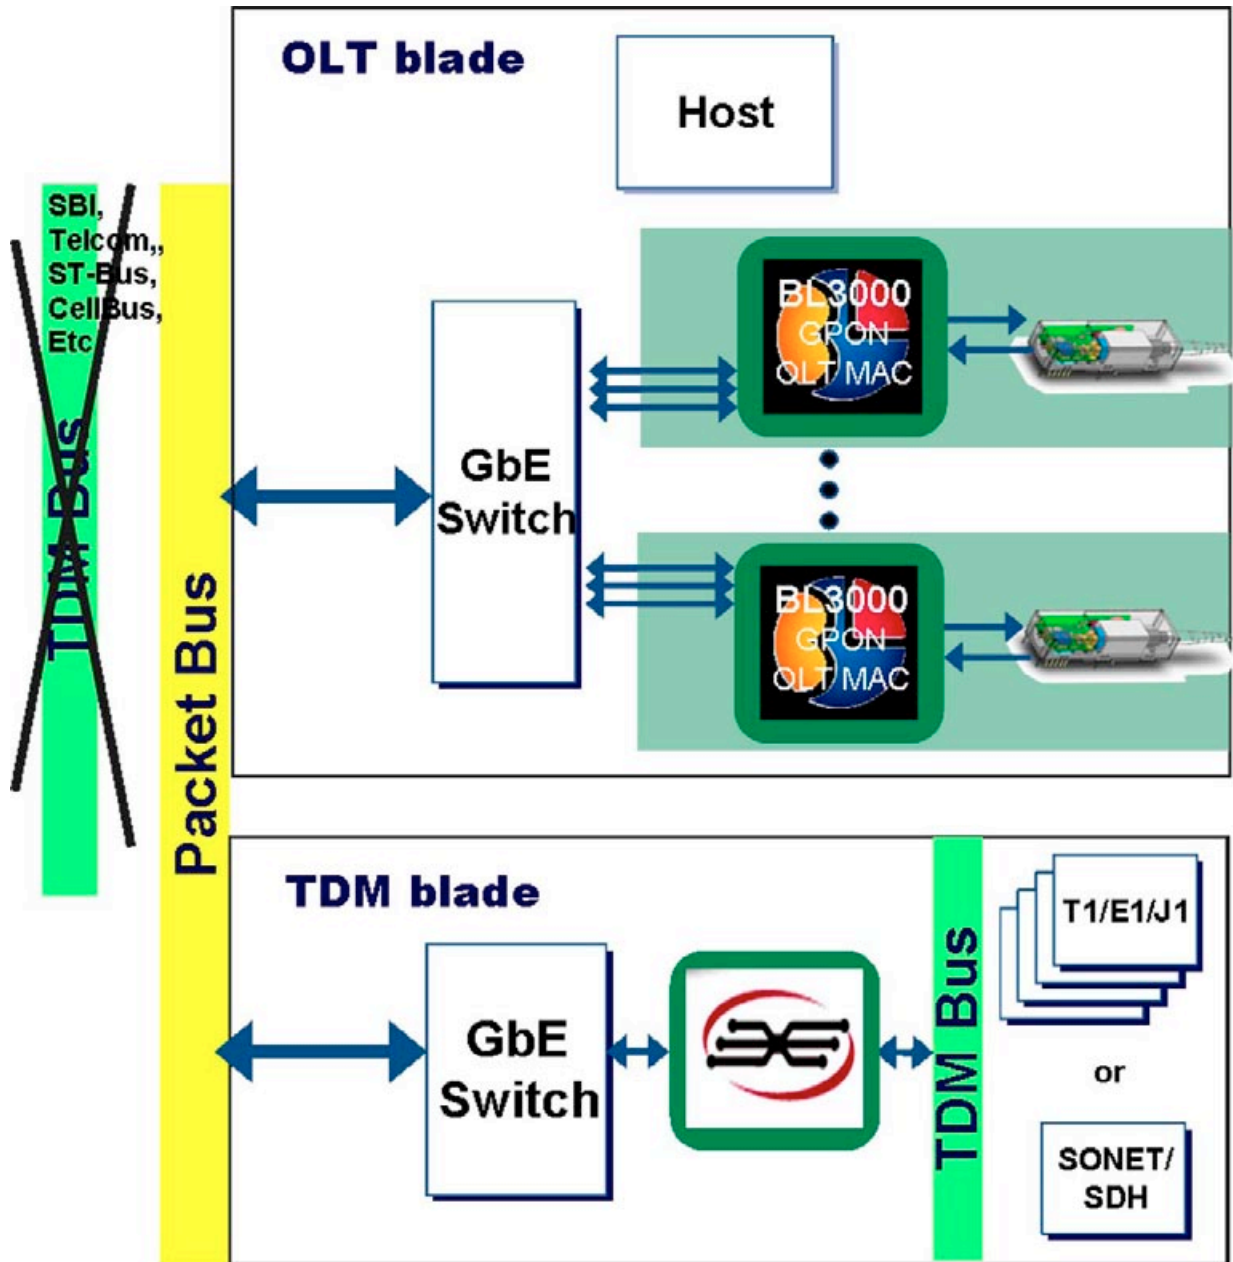 OLT blade
Host
SBI,
Telcom,,
ST-Bus,
CellBus,
Etc
TDM Bus
Packet Bus
GbE
Switch
BL3000
GPON
OLT MAC
BL3000
GPON
OLT MAC
TDM blade
GbE
Switch
TDM Bus
T1/E1/J1
or
SONET/
SDH